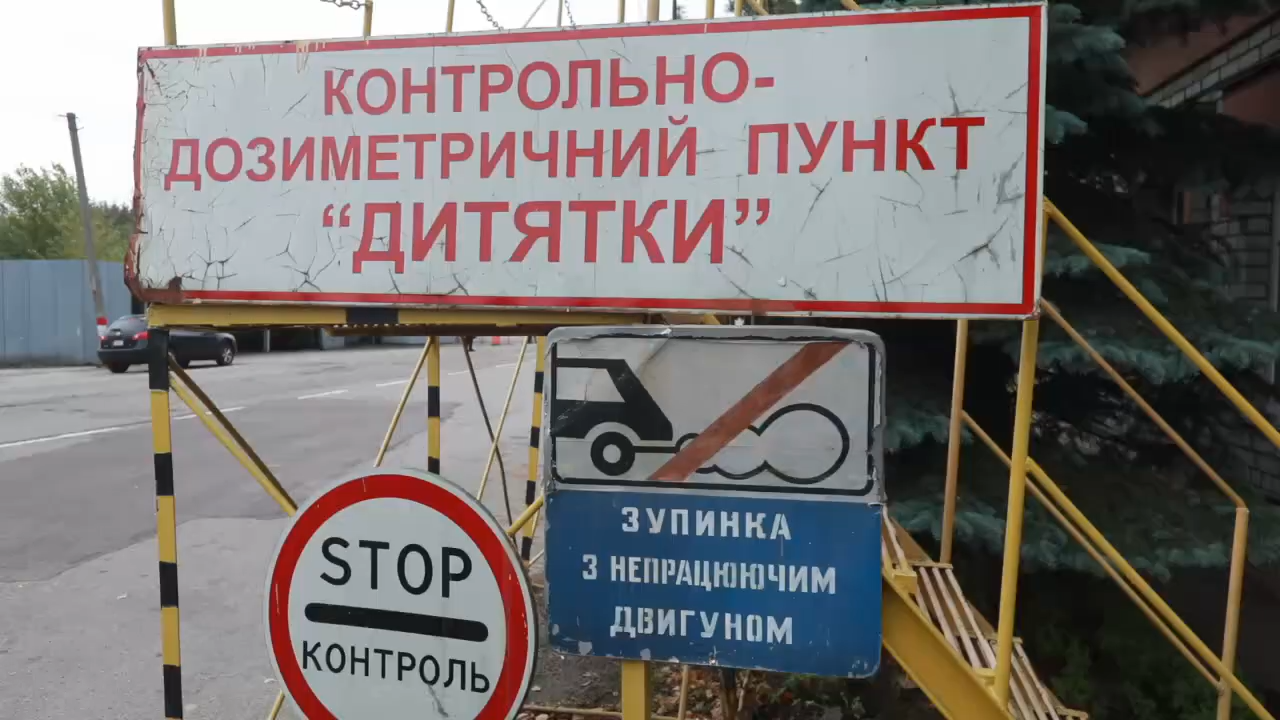 КОНТРОЛЬНО-
ДОЗИМЕТРИЧНИЙ ПУНКТ
“ДИТЯТКИ”
STOP
КОНТРОЛЬ
ЗУПИНКА
З НЕПРАЦЮЮЧИМ
ДВИГУНОМ